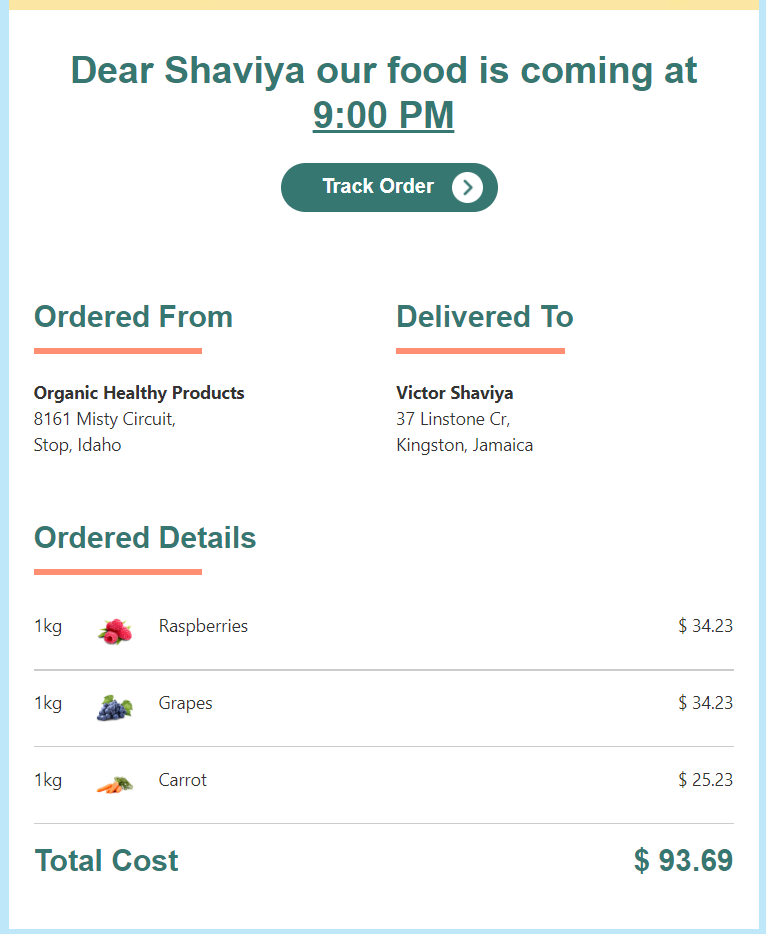 Dear Shaviya our food is coming at
9:00 PM
Track Order
Ordered From
Organic Healthy Products
8161 Misty Circuit,
Stop, Idaho
Delivered To
Victor Shaviya
37 Linstone Cr,
Kingston, Jamaica
Ordered Details
1kg Raspberries $ 34.23
1kg Grapes $ 34.23
1kg Carrot $ 25.23
Total Cost $ 93.69